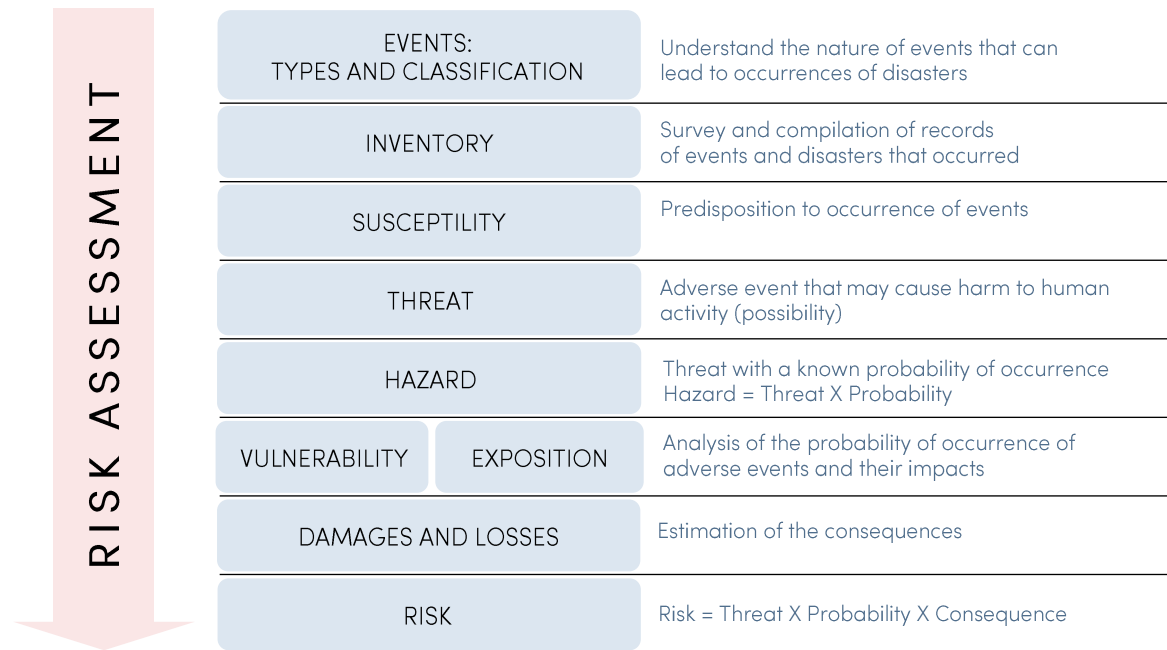 RISK ASSESSMENT
EVENTS:
TYPES AND CLASSIFICATION
Understand the nature of events that can
lead to occurrences of disasters
INVENTORY
Survey and compilation of records
of events and disasters that occurred
SUSCEPTILITY
Predisposition to occurrence of events
THREAT
Adverse event that may cause harm to human
activity (possibility)
HAZARD
Threat with a known probability of occurrence
Hazard = Threat X Probability
VULNERABILITY
EXPOSITION
Analysis of the probability of occurrence of
adverse events and their impacts
DAMAGES AND LOSSES
Estimation of the consequences
RISK
Risk = Threat X Probability X Consequence